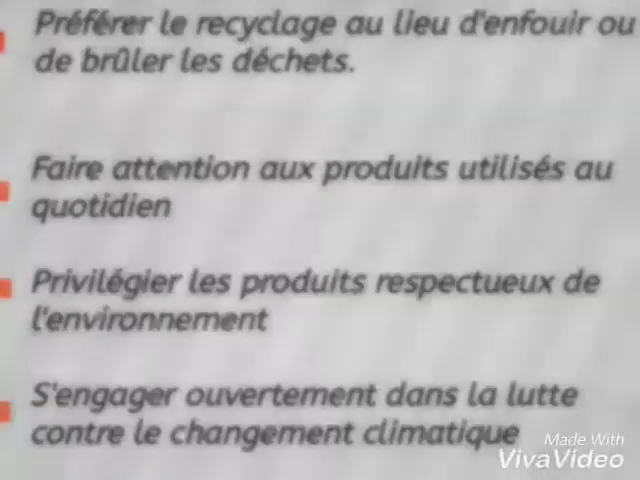 Préférer le recyclage au lieu d'enfouir ou
de brûler les déchets.
Faire attention aux produits utilisés au
quotidien
Privilégier les produits respectueux de
l'environnement
S'engager ouvertement dans la lutte
contre le changement climatique
Made With
VivaVideo